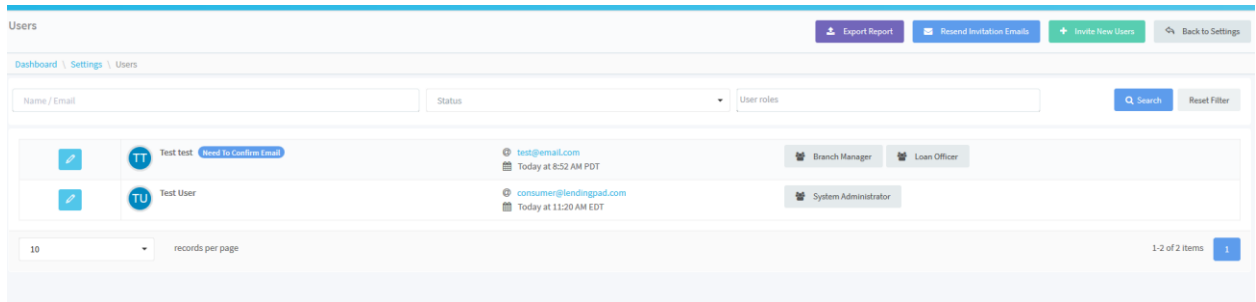 Users
Export Report
Resend Invitation Emails
Invite New Users
Back to Settings
Dashboard \ Settings \ Users
Name / Email
Status
User roles
Search
Reset Filter
TT
Test test Need To Confirm Email
@ test@email.com
Today at 8:52 AM PDT
Branch Manager
Loan Officer
TU
Test User
@ consumer@lendingpad.com
Today at 11:20 AM EDT
System Administrator
10 records per page
1-2 of 2 items
1